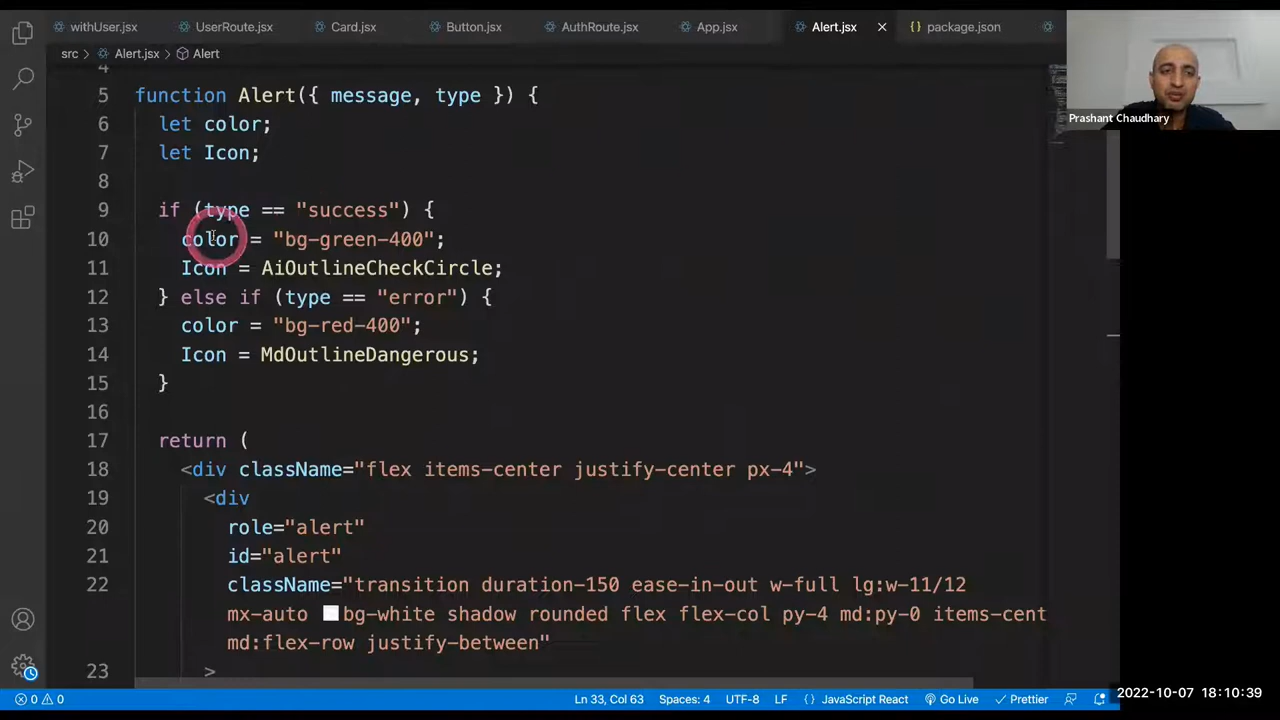 withUser.jsx UserRoute.jsx Card.jsx Button.jsx AuthRoute.jsx App.jsx Alert.jsx package.json
src > Alert.jsx > Alert
Prashant Chaudhary
4
5 function Alert({ message, type }) {
6 let color;
7 let Icon;
8
9 if (type == "success") {
10 color = "bg-green-400";
11 Icon = AiOutlineCheckCircle;
12 } else if (type == "error") {
13 color = "bg-red-400";
14 Icon = MdOutlineDangerous;
15 }
16
17 return (
18 <div className="flex items-center justify-center px-4">
19 <div
20 role="alert"
21 id="alert"
22 className="transition duration-150 ease-in-out w-full lg:w-11/12
mx-auto bg-white shadow rounded flex flex-col py-4 md:py-0 items-cent
md:flex-row justify-between"
23 >
0 0 Ln 33, Col 63 Spaces: 4 UTF-8 LF {} JavaScript React Go Live Prettier
2022-10-07 18:10:39